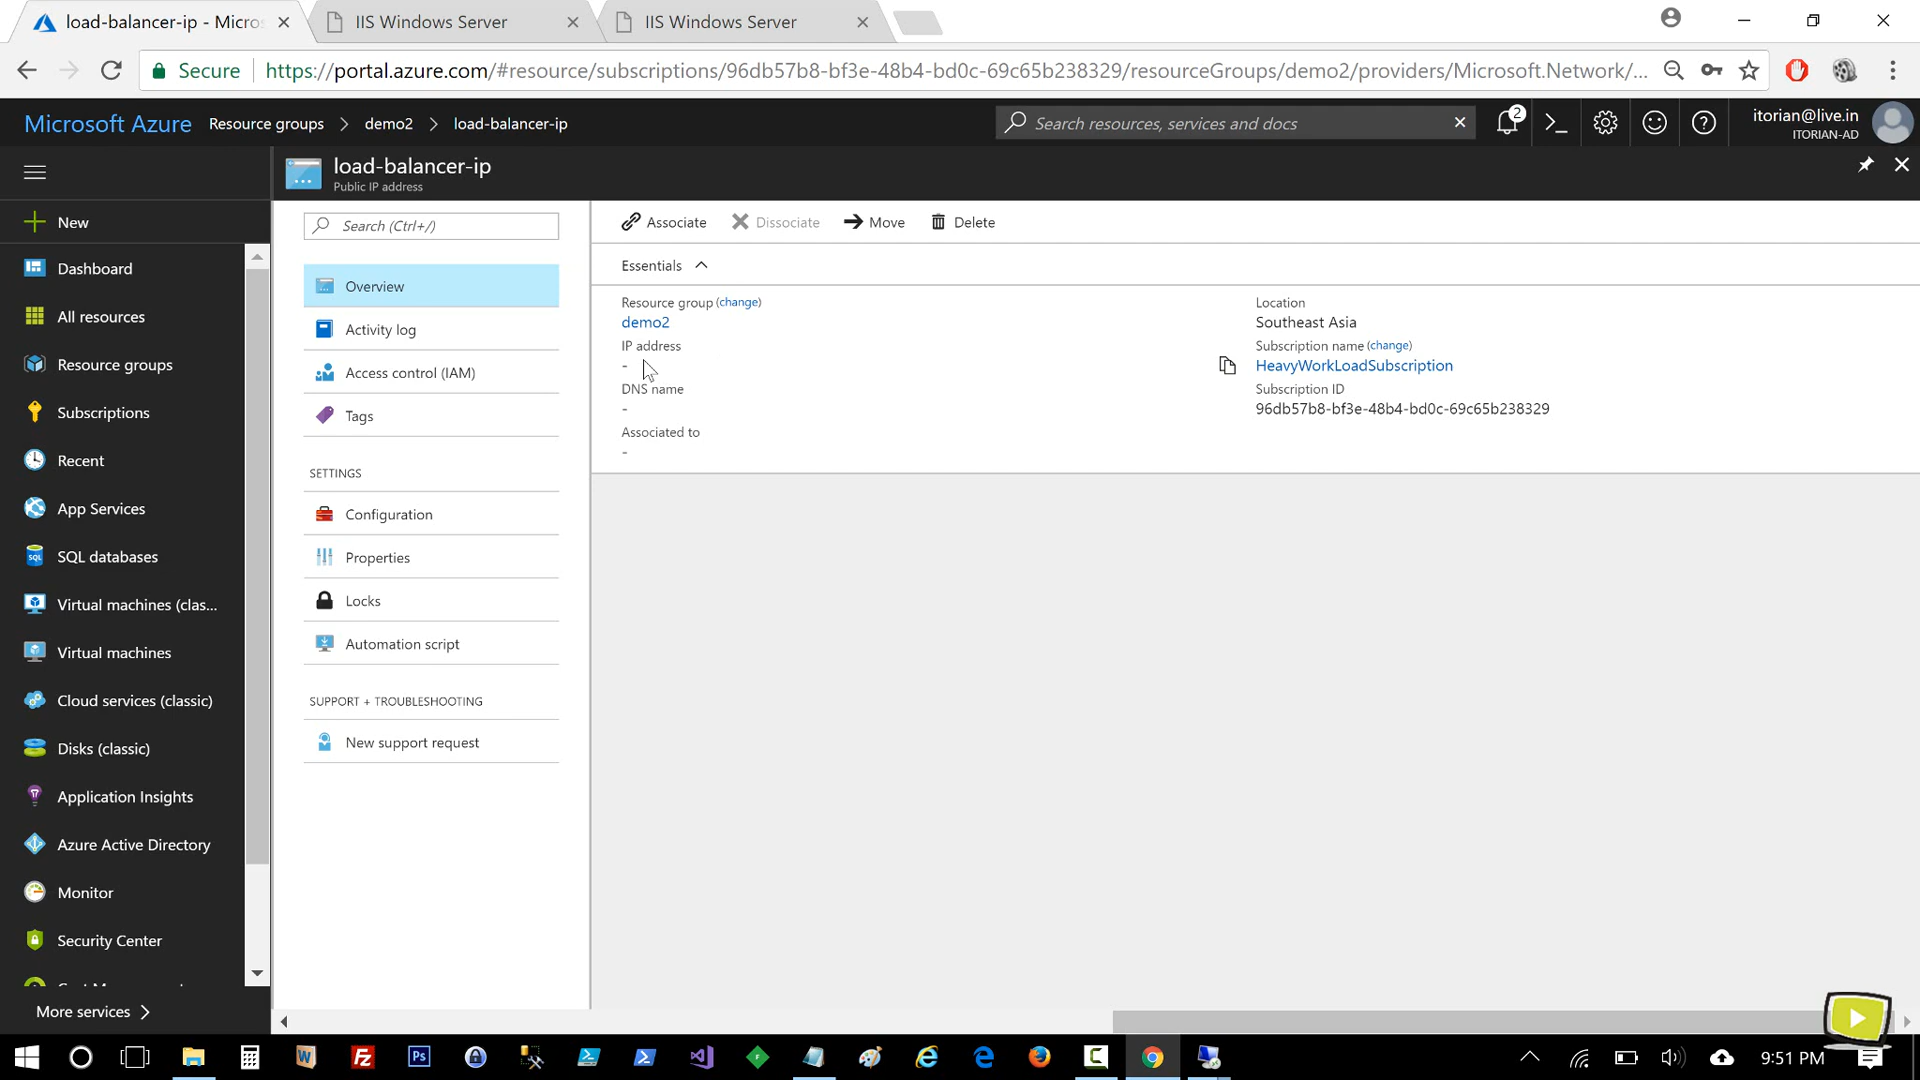 load-balancer-ip - Micros
IIS Windows Server
IIS Windows Server
Secure
https://portal.azure.com/#resource/subscriptions/96db57b8-bf3e-48b4-bd0c-69c65b238329/resourceGroups/demo2/providers/Microsoft.Network/...
Microsoft Azure
Resource groups
demo2
load-balancer-ip
Search resources, services and docs
2
itorian@live.in
ITORIAN-AD
load-balancer-ip
Public IP address
New
Dashboard
All resources
Resource groups
Subscriptions
Recent
App Services
SQL databases
Virtual machines (clas...
Virtual machines
Cloud services (classic)
Disks (classic)
Application Insights
Azure Active Directory
Monitor
Security Center
More services
Search (Ctrl+/)
Overview
Activity log
Access control (IAM)
Tags
SETTINGS
Configuration
Properties
Locks
Automation script
SUPPORT + TROUBLESHOOTING
New support request
Associate
Dissociate
Move
Delete
Essentials
Resource group (change)
demo2
IP address
-
DNS name
-
Associated to
-
Location
Southeast Asia
Subscription name (change)
HeavyWorkLoadSubscription
Subscription ID
96db57b8-bf3e-48b4-bd0c-69c65b238329
9:51 PM